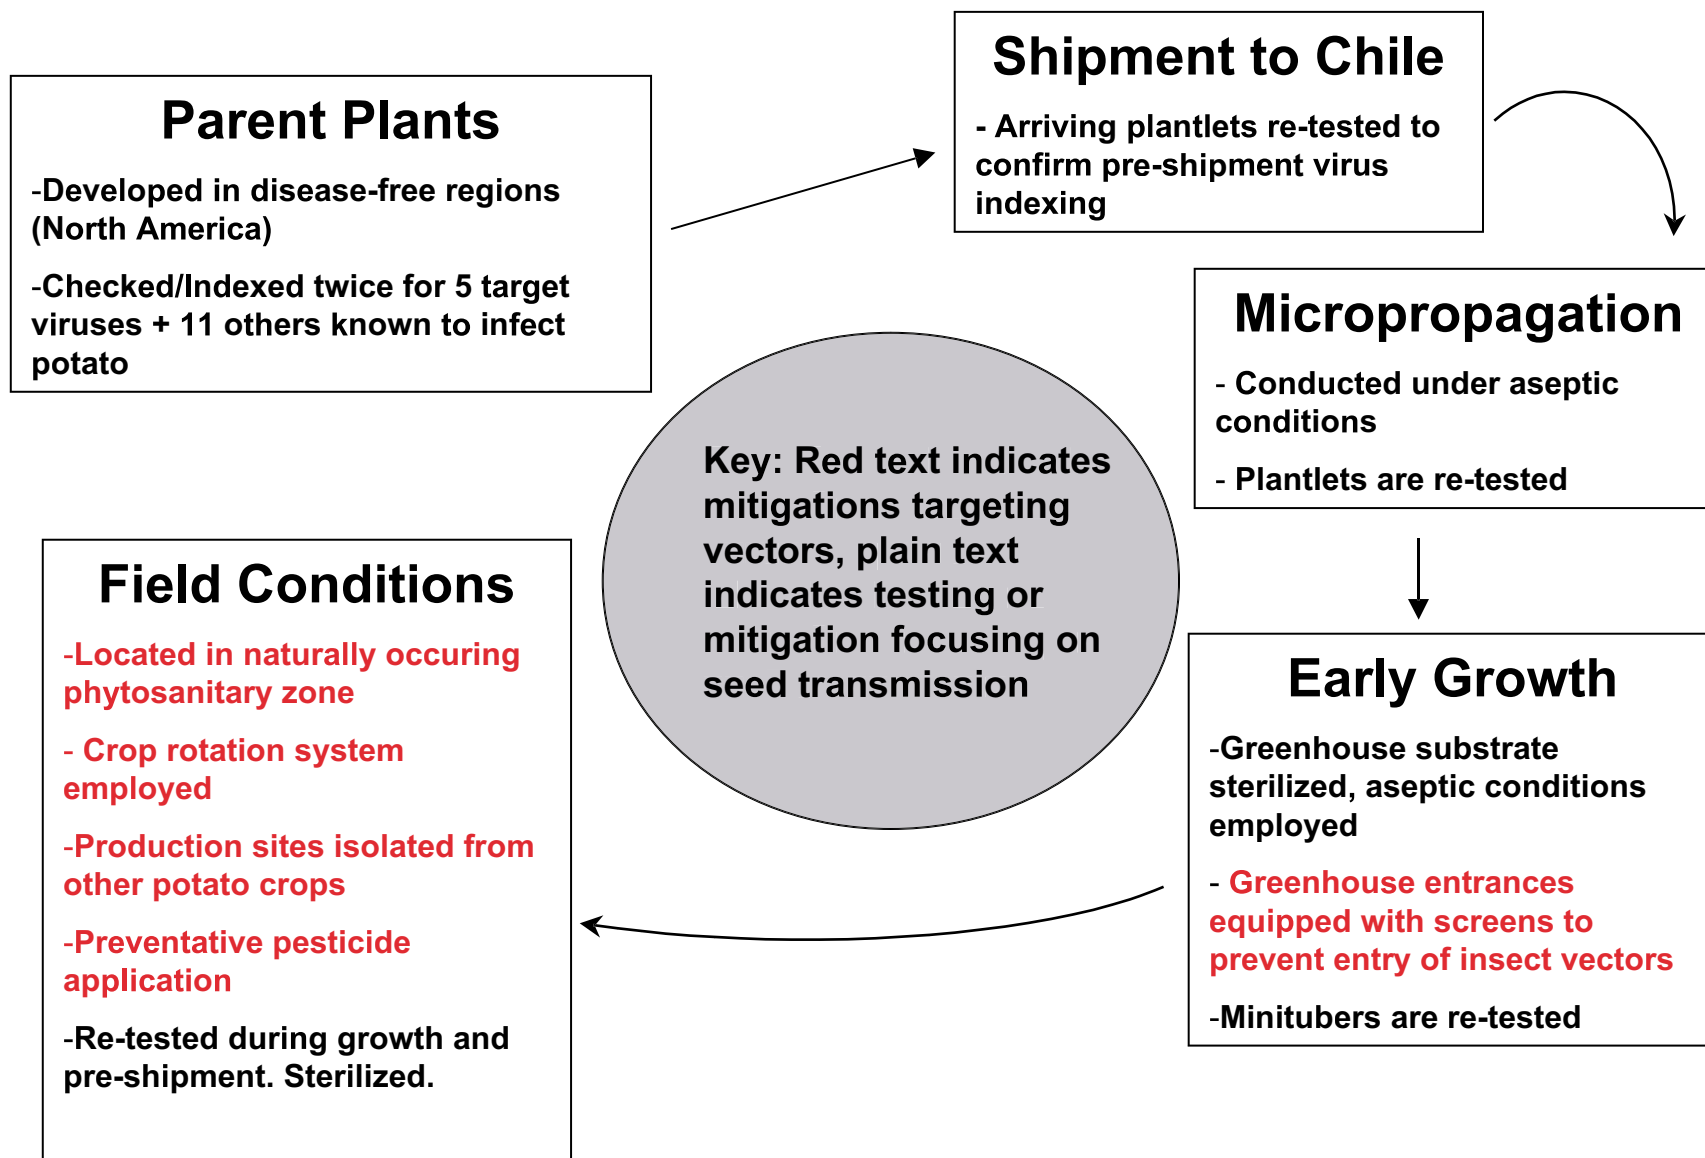 Parent Plants
-Developed in disease-free regions
(North America)
-Checked/Indexed twice for 5 target
viruses + 11 others known to infect
potato
Shipment to Chile
- Arriving plantlets re-tested to
confirm pre-shipment virus
indexing
Micropropagation
- Conducted under aseptic
conditions
- Plantlets are re-tested
Early Growth
-Greenhouse substrate
sterilized, aseptic conditions
employed
- Greenhouse entrances
equipped with screens to
prevent entry of insect vectors
-Minitubers are re-tested
Field Conditions
-Located in naturally occuring
phytosanitary zone
- Crop rotation system
employed
-Production sites isolated from
other potato crops
-Preventative pesticide
application
-Re-tested during growth and
pre-shipment. Sterilized.
Key: Red text indicates
mitigations targeting
vectors, plain text
indicates testing or
mitigation focusing on
seed transmission